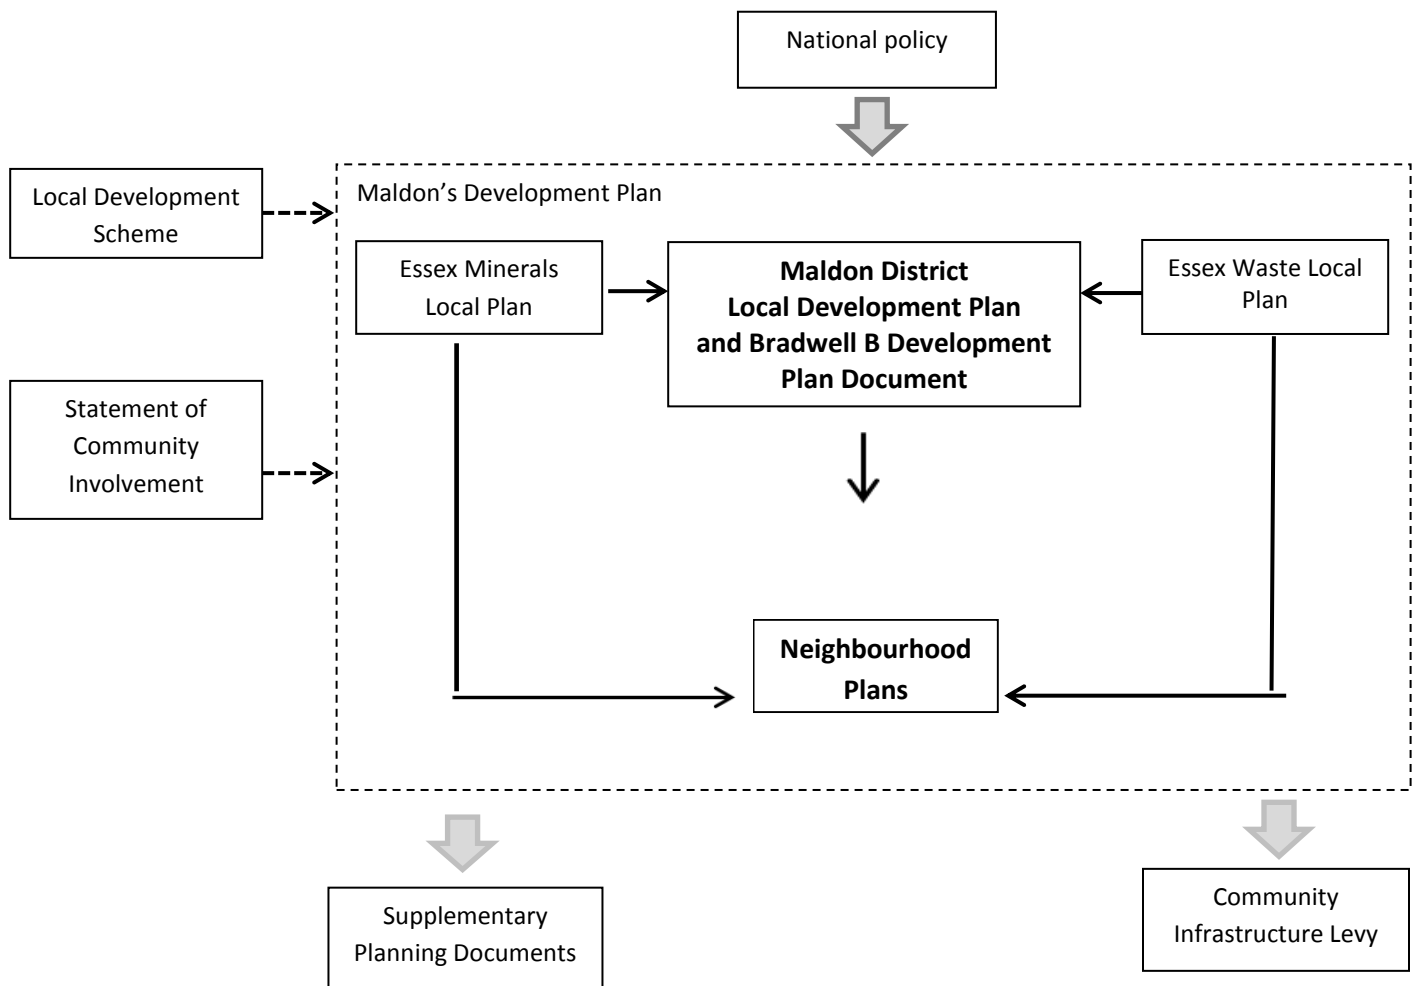 National policy
Local Development
Scheme
Maldon’s Development Plan
Essex Minerals
Local Plan
Maldon District
Local Development Plan
and Bradwell B Development
Plan Document
Essex Waste Local
Plan
Statement of
Community
Involvement
Neighbourhood
Plans
Supplementary
Planning Documents
Community
Infrastructure Levy